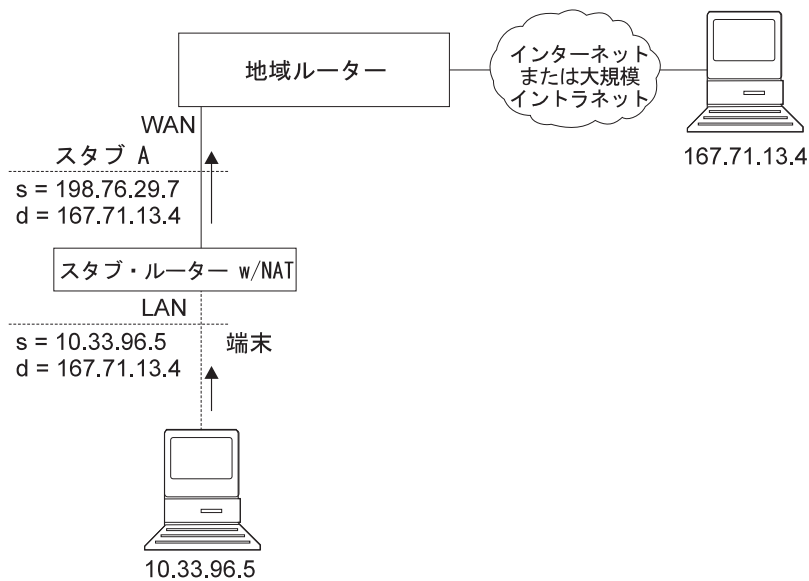 地域ルーター
インターネット
または大規模
イントラネット
167.71.13.4
WAN
スタブ A
s = 198.76.29.7
d = 167.71.13.4
スタブ・ルーター w/NAT
LAN
s = 10.33.96.5
d = 167.71.13.4
端末
10.33.96.5